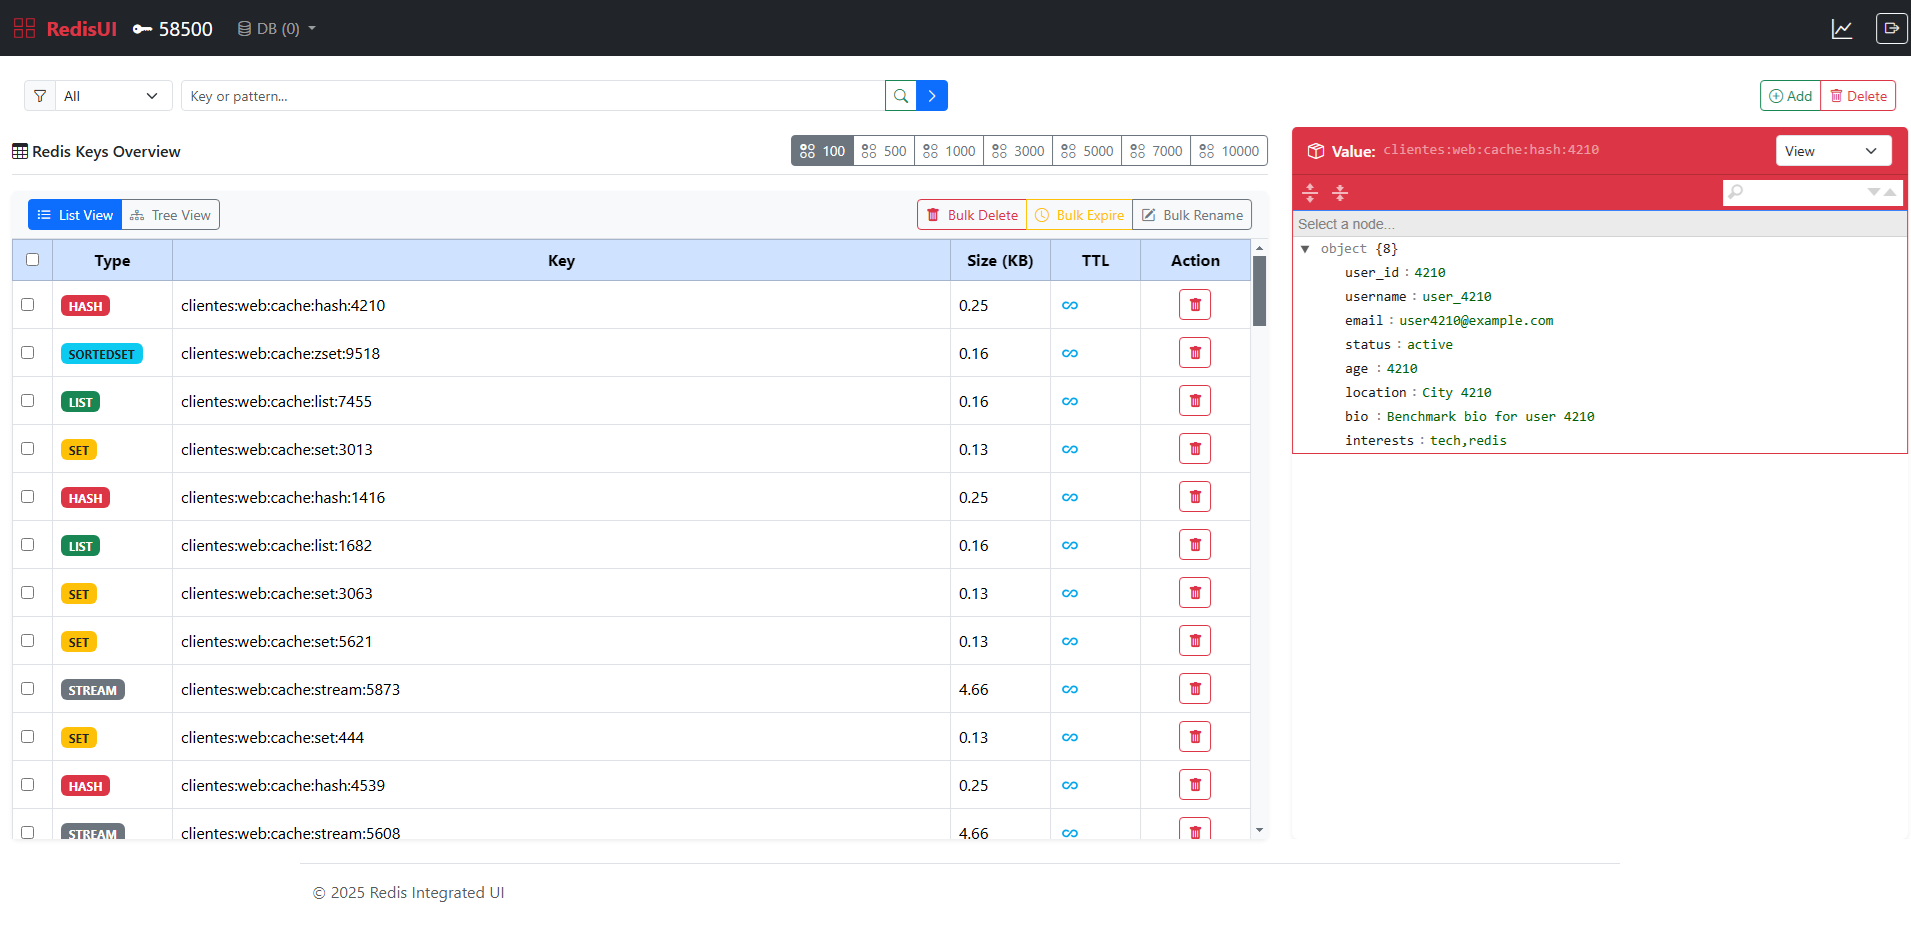 RedisUI 58500 DB (0)
All Key or pattern... Add Delete
Redis Keys Overview 100 500 1000 3000 5000 7000 10000
List View Tree View Bulk Delete Bulk Expire Bulk Rename
Type Key Size (KB) TTL Action
HASH clientes:web:cache:hash:4210 0.25 ∞
SORTEDSET clientes:web:cache:zset:9518 0.16 ∞
LIST clientes:web:cache:list:7455 0.16 ∞
SET clientes:web:cache:set:3013 0.13 ∞
HASH clientes:web:cache:hash:1416 0.25 ∞
LIST clientes:web:cache:list:1682 0.16 ∞
SET clientes:web:cache:set:3063 0.13 ∞
SET clientes:web:cache:set:5621 0.13 ∞
STREAM clientes:web:cache:stream:5873 4.66 ∞
SET clientes:web:cache:set:444 0.13 ∞
HASH clientes:web:cache:hash:4539 0.25 ∞
STREAM clientes:web:cache:stream:5608 4.66 ∞
Value: clientes:web:cache:hash:4210 View
Select a node...
object {8}
user_id : 4210
username : user_4210
email : user4210@example.com
status : active
age : 4210
location : City 4210
bio : Benchmark bio for user 4210
interests : tech,redis
© 2025 Redis Integrated UI